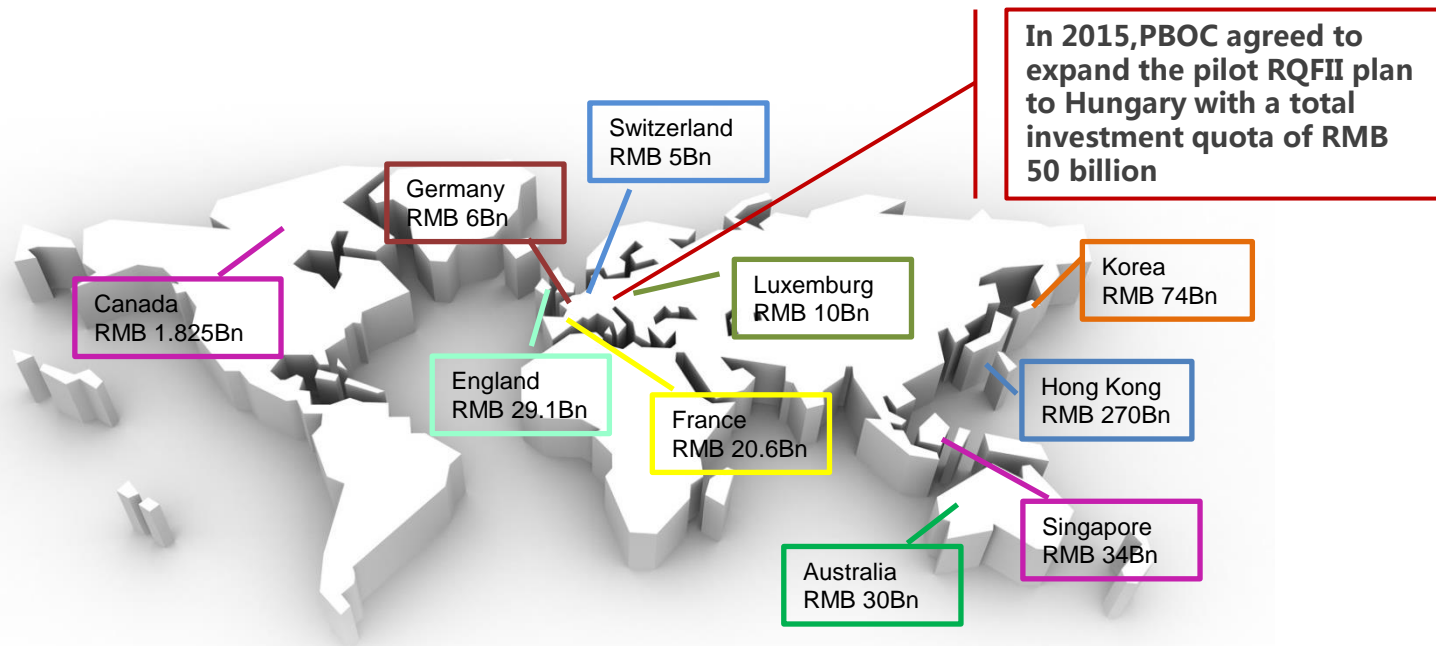 In 2015,PBOC agreed to
expand the pilot RQFII plan
to Hungary with a total
investment quota of RMB
50 billion
Switzerland
RMB 5Bn
Germany
RMB 6Bn
Canada
RMB 1.825Bn
Luxemburg
RMB 10Bn
Korea
RMB 74Bn
England
RMB 29.1Bn
France
RMB 20.6Bn
Hong Kong
RMB 270Bn
Singapore
RMB 34Bn
Australia
RMB 30Bn